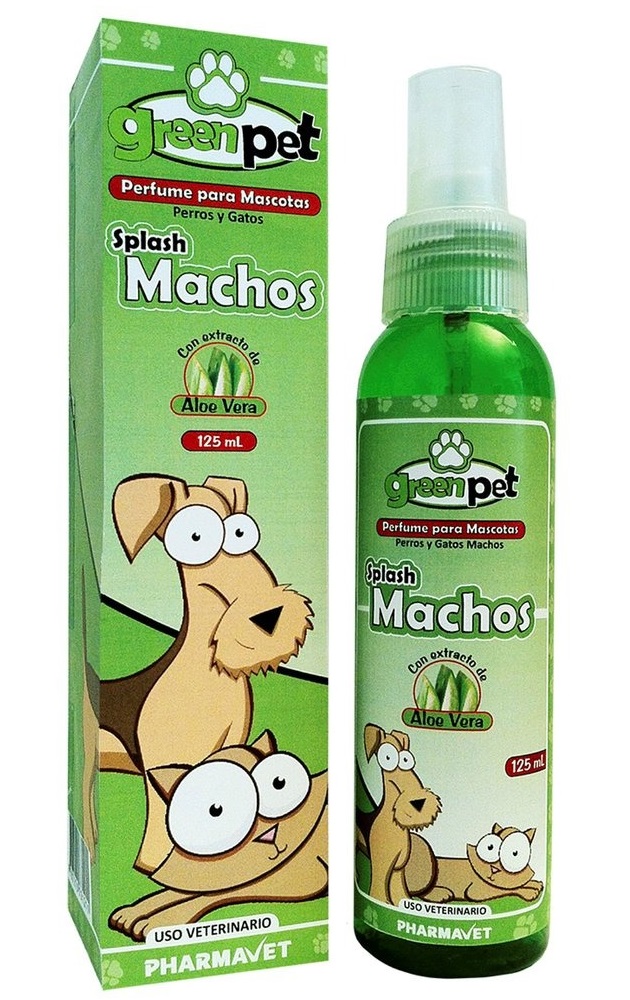 greenpet
Perfume para Mascotas
Perros y Gatos
Splash
Machos
Con extracto de
Aloe Vera
125 mL
USO VETERINARIO
PHARMAVET
greenpet
Perfume para Mascotas
Perros y Gatos Machos
Splash
Machos
Con extracto de
Aloe Vera
125 mL
USO VETERINARIO
PHARMAVET